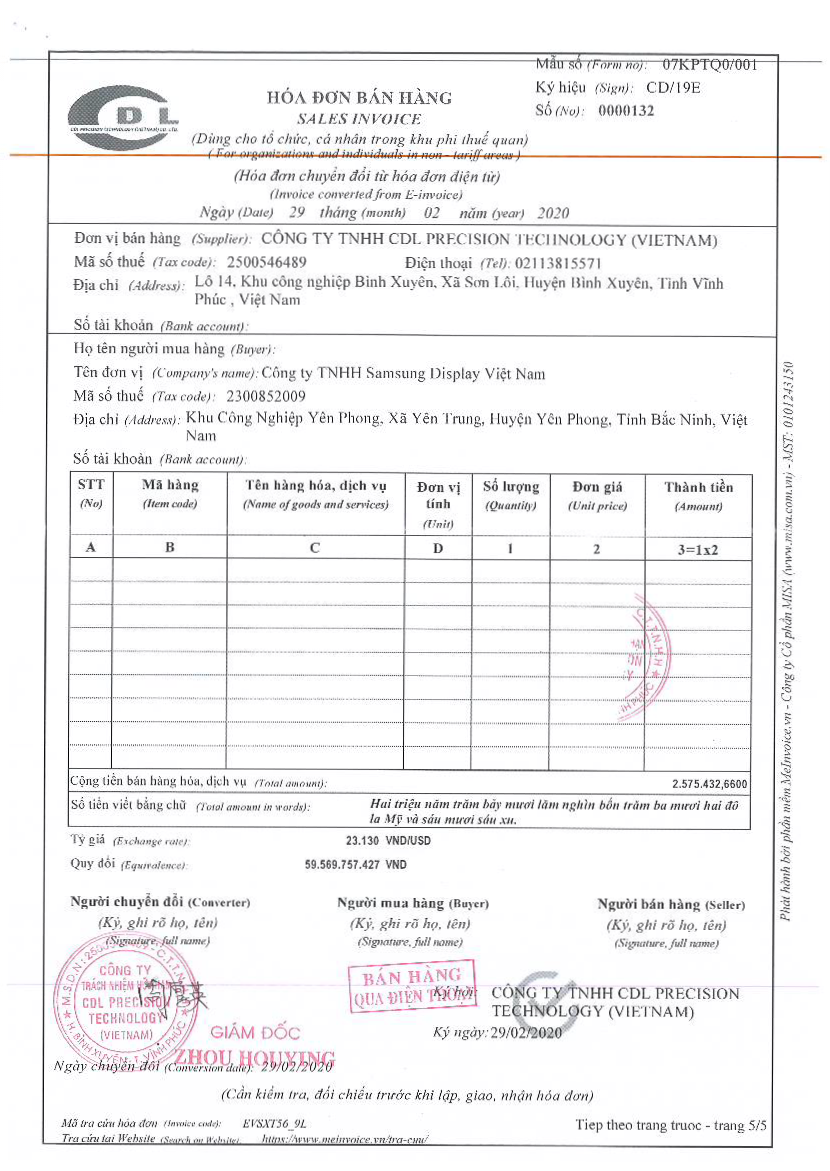 Mẫu số (Form no): 07KPTQ0/001
Ký hiệu (Sign): CD/19E
Số (No): 0000132
CDL
CDL PRECISION TECHNOLOGY (VIETNAM) CO., LTD.
HÓA ĐƠN BÁN HÀNG
SALES INVOICE
(Dùng cho tổ chức, cá nhân trong khu phi thuế quan)
(For organizations and individuals in non - tariff areas)
(Hóa đơn chuyển đổi từ hóa đơn điện tử)
(Invoice converted from E-invoice)
Ngày (Date) 29 tháng (month) 02 năm (year) 2020
Đơn vị bán hàng (Supplier): CÔNG TY TNHH CDL PRECISION TECHNOLOGY (VIETNAM)
Mã số thuế (Tax code): 2500546489 Điện thoại (Tel): 02113815571
Địa chỉ (Address): Lô 14, Khu công nghiệp Bình Xuyên, Xã Sơn Lôi, Huyện Bình Xuyên, Tỉnh Vĩnh
Phúc , Việt Nam
Số tài khoản (Bank account):
Họ tên người mua hàng (Buyer):
Tên đơn vị (Company's name): Công ty TNHH Samsung Display Việt Nam
Mã số thuế (Tax code): 2300852009
Địa chỉ (Address): Khu Công Nghiệp Yên Phong, Xã Yên Trung, Huyện Yên Phong, Tỉnh Bắc Ninh, Việt
Nam
Số tài khoản (Bank account):
STT (No) Mã hàng (Item code) Tên hàng hóa, dịch vụ (Name of goods and services) Đơn vị tính (Unit) Số lượng (Quantity) Đơn giá (Unit price) Thành tiền (Amount)
A B C D 1 2 3=1x2
C.T.T.N.H.H
Cộng tiền bán hàng hóa, dịch vụ (Total amount): 2.575.432,6600
Số tiền viết bằng chữ (Total amount in words): Hai triệu năm trăm bảy mươi lăm nghìn bốn trăm ba mươi hai đô
la Mỹ và sáu mươi sáu xu.
Tỷ giá (Exchange rate): 23.130 VND/USD
Quy đổi (Equivalence): 59.569.757.427 VND
Người chuyển đổi (Converter) Người mua hàng (Buyer) Người bán hàng (Seller)
(Ký, ghi rõ họ, tên) (Ký, ghi rõ họ, tên) (Ký, ghi rõ họ, tên)
(Signature, full name) (Signature, full name) (Signature, full name)
CÔNG TY
TRÁCH NHIỆM HỮU HẠN
CDL PRECISION
TECHNOLOGY
(VIETNAM)
H. BÌNH XUYÊN - T. VĨNH PHÚC
GIÁM ĐỐC
ZHOU HOUYING
BÁN HÀNG
QUA ĐIỆN THOẠI
Ký bởi: CÔNG TY TNHH CDL PRECISION
TECHNOLOGY (VIETNAM)
Ký ngày: 29/02/2020
Ngày chuyển đổi (Conversion date): 29/02/2020
(Cần kiểm tra, đối chiếu trước khi lập, giao, nhận hóa đơn)
Mã tra cứu hóa đơn (Invoice code): EVSXT56_9L
Tra cứu tại Website (Search on Website): https://www.meinvoice.vn/tra-cuu/
Tiep theo trang truoc - trang 5/5
Phát hành bởi phần mềm MeInvoice.vn - Công ty Cổ phần MISA (www.misa.com.vn) - MST: 0101243150